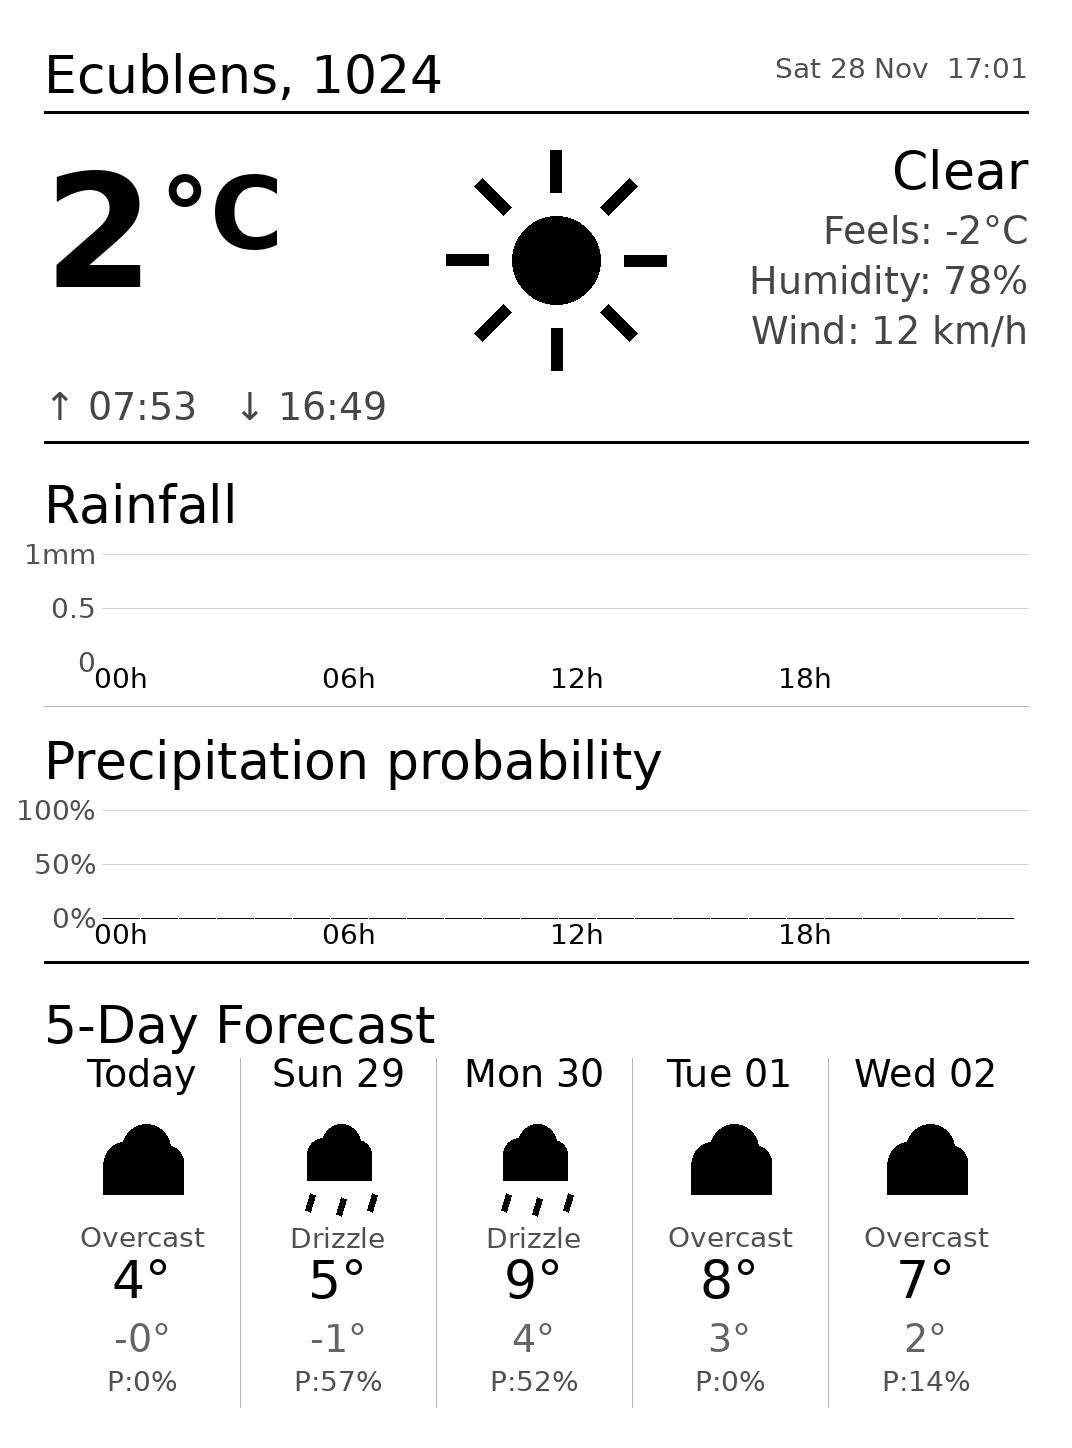 Ecublens, 1024
Sat 28 Nov 17:01
2°C
Clear
Feels: -2°C
Humidity: 78%
Wind: 12 km/h
↑ 07:53 ↓ 16:49
Rainfall
1mm
0.5
0
00h 06h 12h 18h
Precipitation probability
100%
50%
0%
00h 06h 12h 18h
5-Day Forecast
Today Sun 29 Mon 30 Tue 01 Wed 02
Overcast Drizzle Drizzle Overcast Overcast
4° 5° 9° 8° 7°
-0° -1° 4° 3° 2°
P:0% P:57% P:52% P:0% P:14%